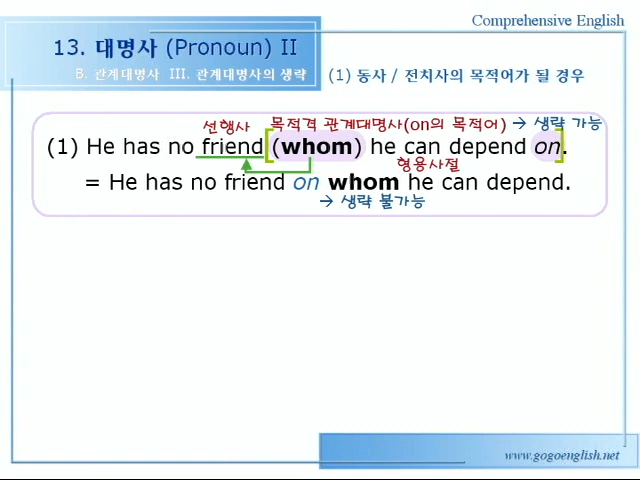 Comprehensive English
13. 대명사 (Pronoun) II
B. 관계대명사 III. 관계대명사의 생략
(1) 동사 / 전치사의 목적어가 될 경우
선행사 목적격 관계대명사(on의 목적어) → 생략 가능
(1) He has no friend [(whom) he can depend on].
형용사절
= He has no friend on whom he can depend.
→ 생략 불가능
www.gogoenglish.net